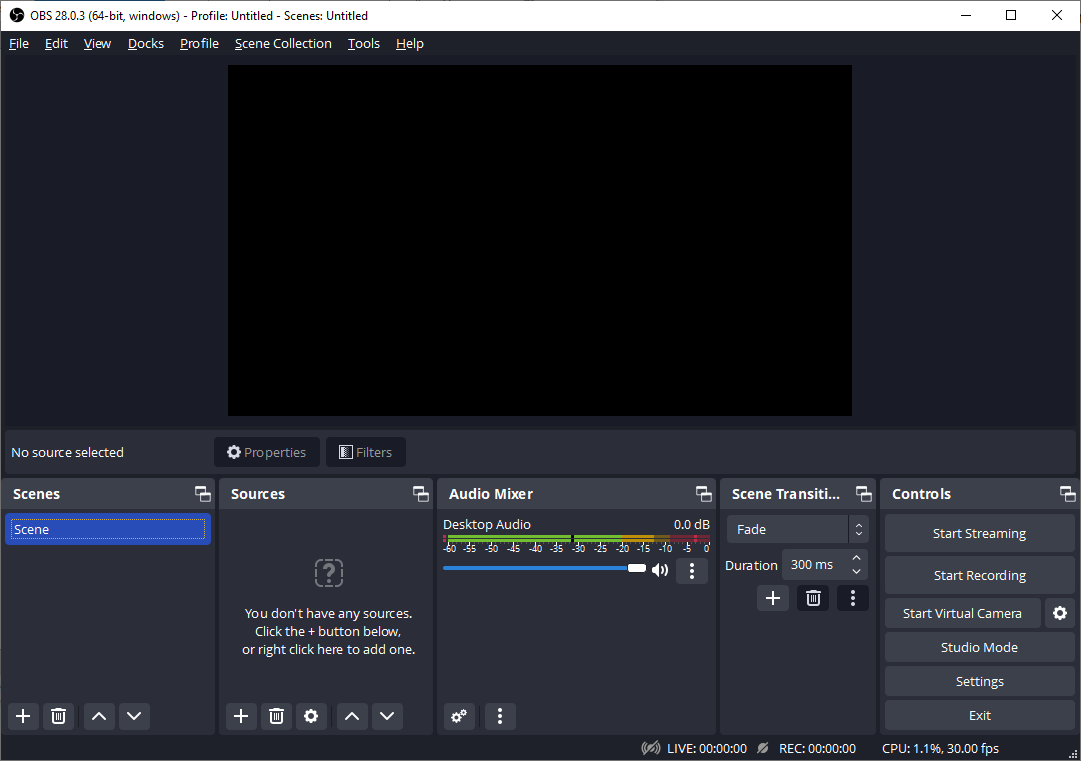 OBS 28.0.3 (64-bit, windows) - Profile: Untitled - Scenes: Untitled
File Edit View Docks Profile Scene Collection Tools Help
No source selected Properties Filters
Scenes
Scene
Sources
You don't have any sources.
Click the + button below,
or right click here to add one.
Audio Mixer
Desktop Audio 0.0 dB
-60 -55 -50 -45 -40 -35 -30 -25 -20 -15 -10 -5 0
Scene Transiti...
Fade
Duration 300 ms
Controls
Start Streaming
Start Recording
Start Virtual Camera
Studio Mode
Settings
Exit
LIVE: 00:00:00 REC: 00:00:00 CPU: 1.1%, 30.00 fps